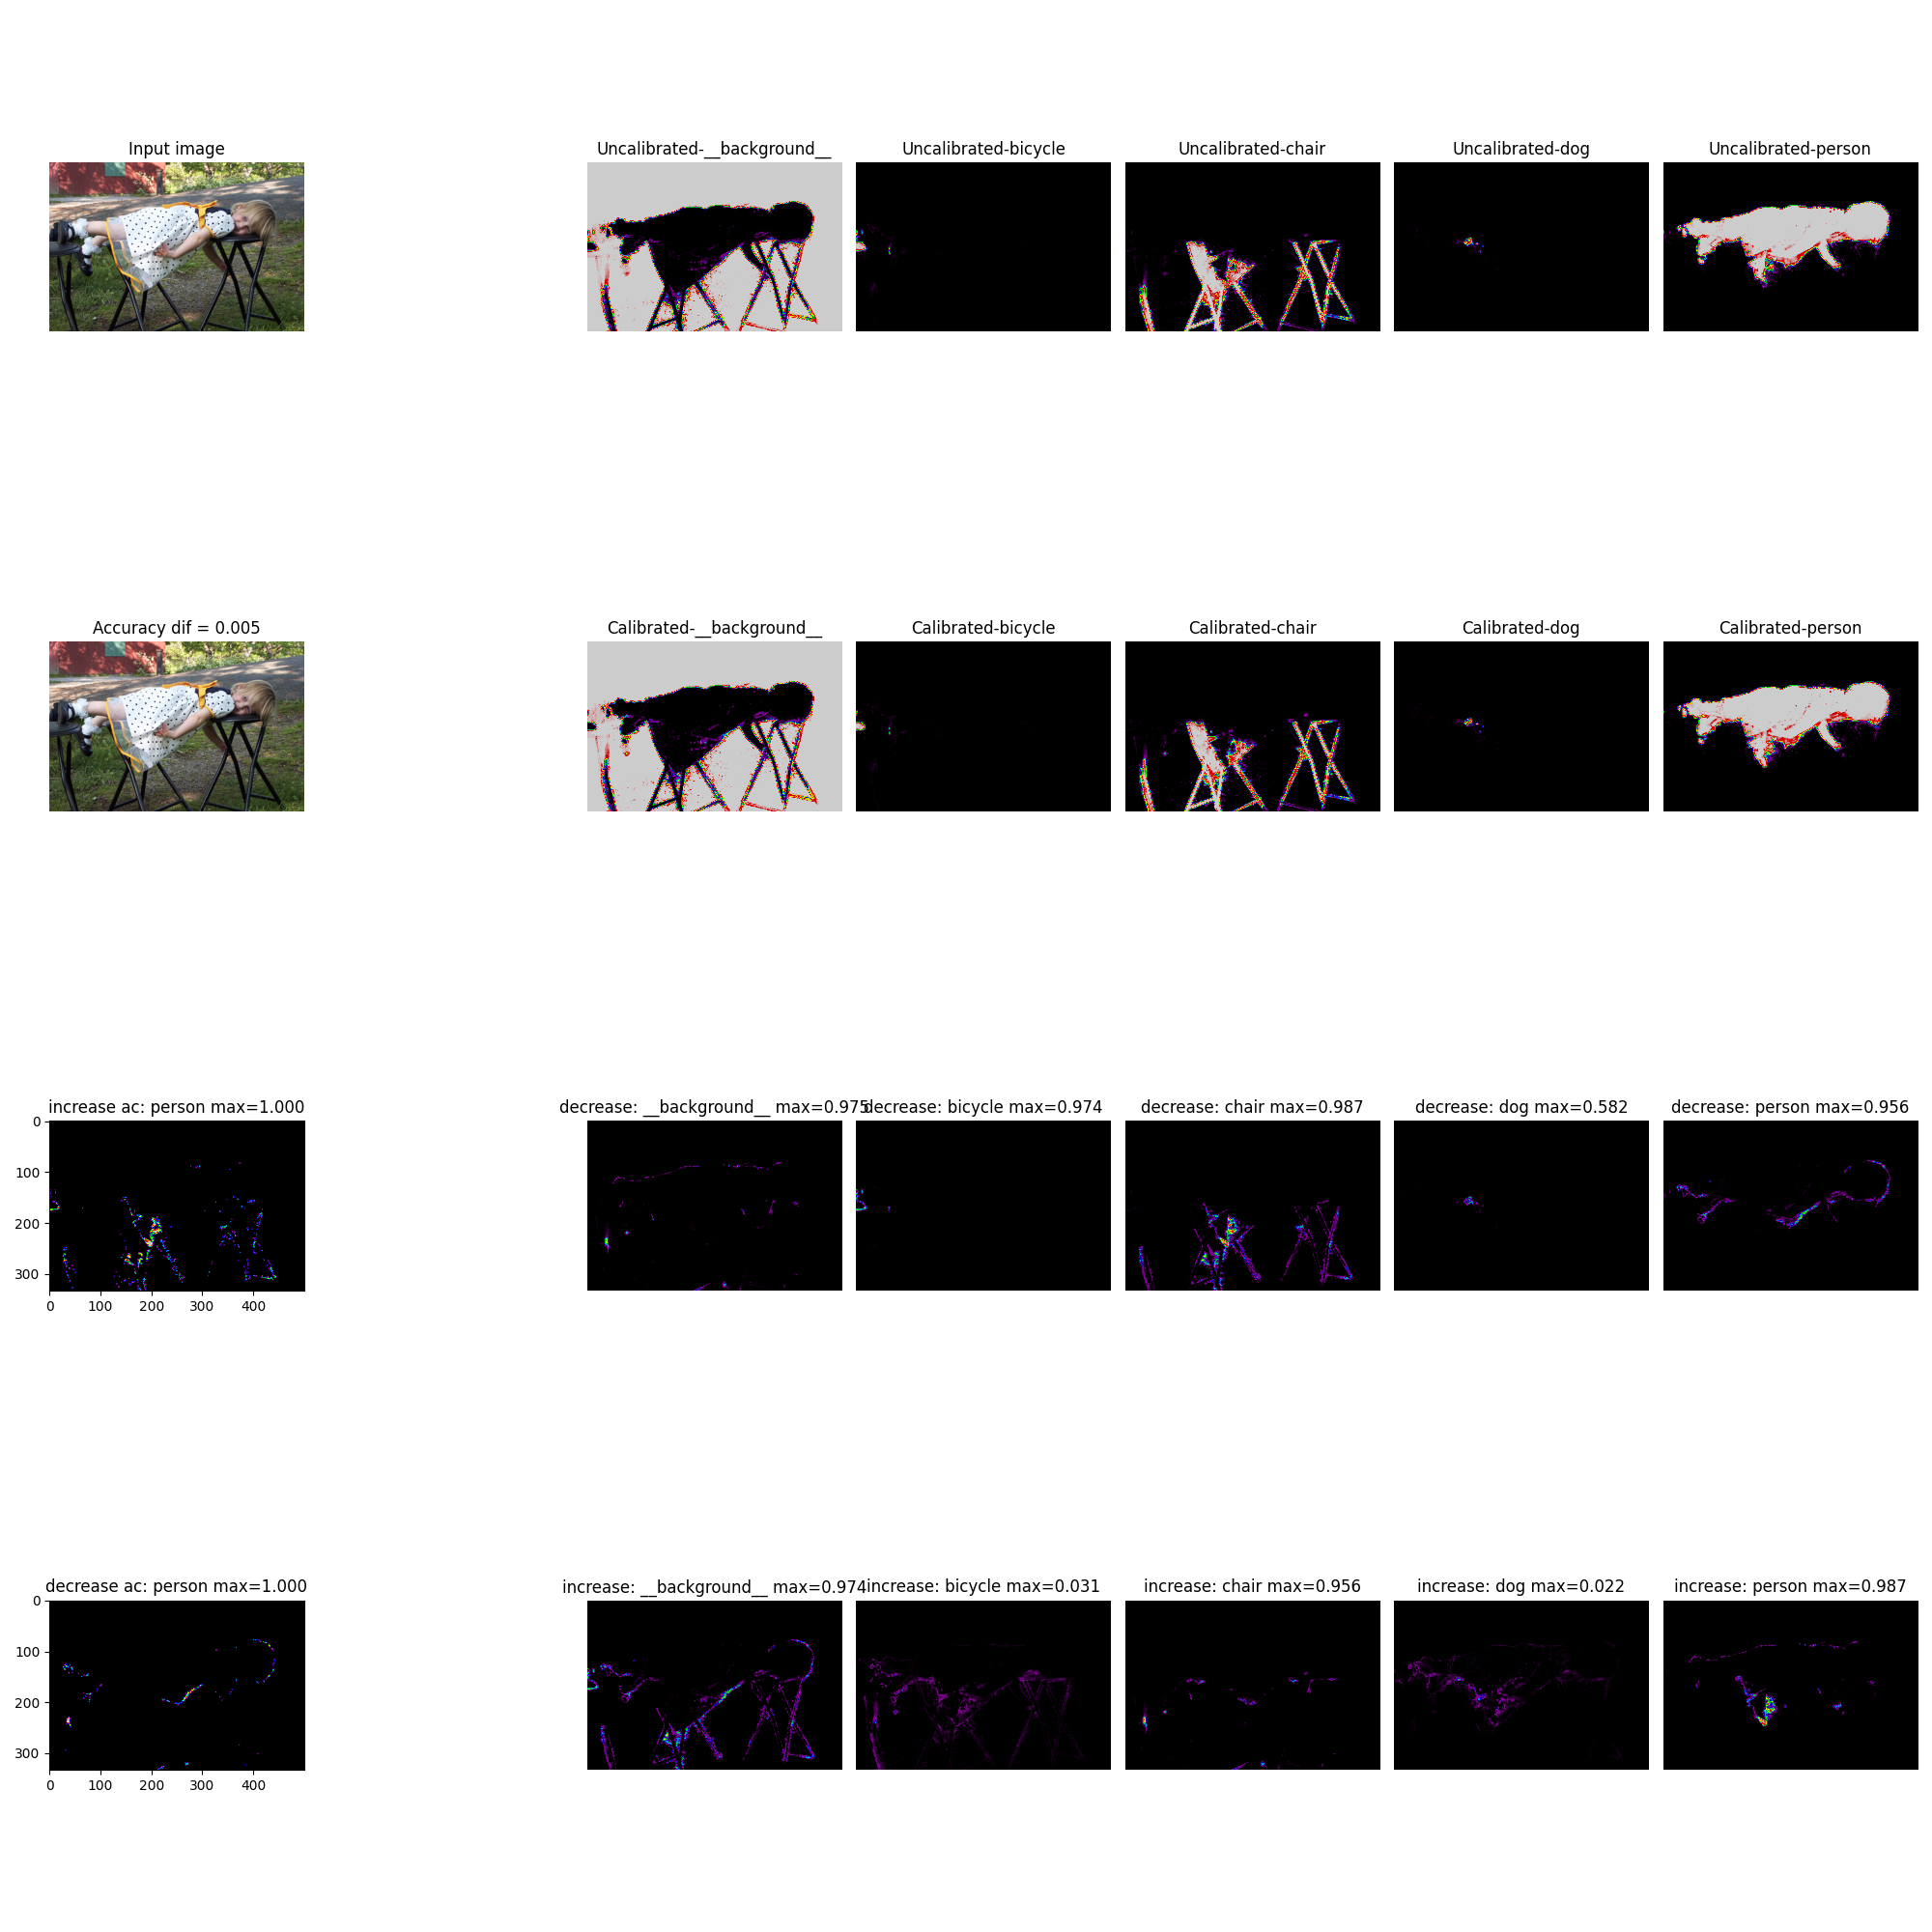 Input image
Uncalibrated-__background__
Uncalibrated-bicycle
Uncalibrated-chair
Uncalibrated-dog
Uncalibrated-person
Accuracy dif = 0.005
Calibrated-__background__
Calibrated-bicycle
Calibrated-chair
Calibrated-dog
Calibrated-person
increase ac: person max=1.000
0
100
200
300
0 100 200 300 400
decrease: __background__ max=0.975
decrease: bicycle max=0.974
decrease: chair max=0.987
decrease: dog max=0.582
decrease: person max=0.956
decrease ac: person max=1.000
0
100
200
300
0 100 200 300 400
increase: __background__ max=0.974
increase: bicycle max=0.031
increase: chair max=0.956
increase: dog max=0.022
increase: person max=0.987